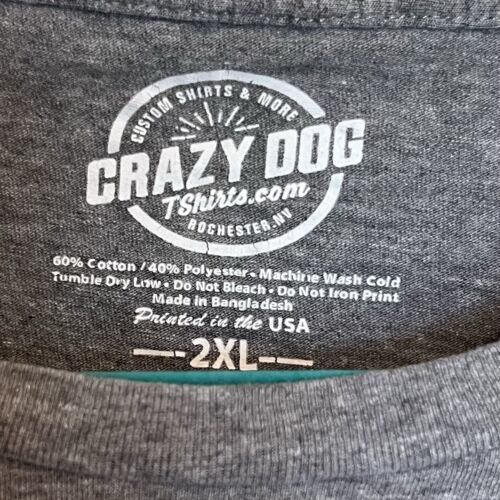 CUSTOM SHIRTS & MORE
CRAZY DOG
TShirts.com
ROCHESTER.NY
60% Cotton / 40% Polyester • Machine Wash Cold
Tumble Dry Low • Do Not Bleach • Do Not Iron Print
Made in Bangladesh
Printed in the USA
2XL